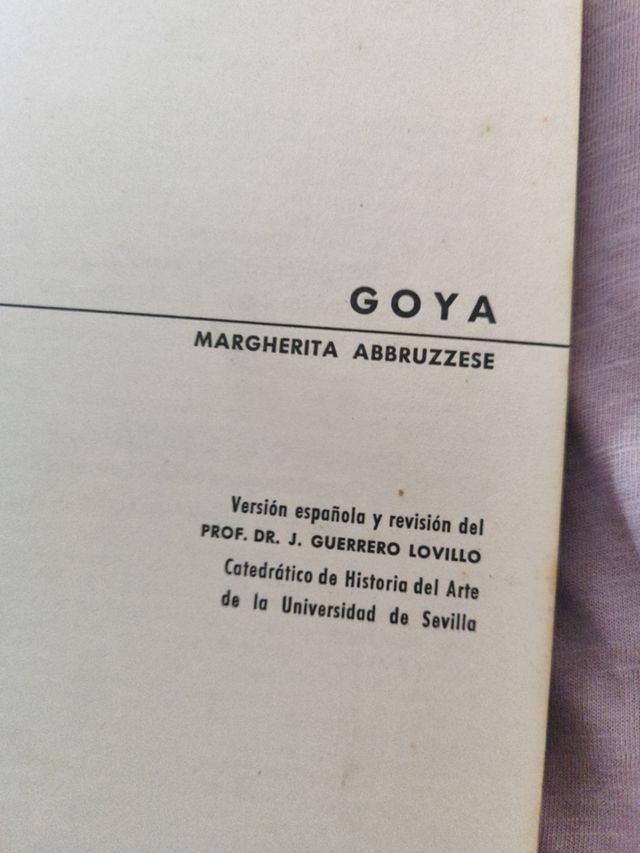 GOYA
MARGHERITA ABBRUZZESE
Versión española y revisión del
PROF. DR. J. GUERRERO LOVILLO
Catedrático de Historia del Arte
de la Universidad de Sevilla